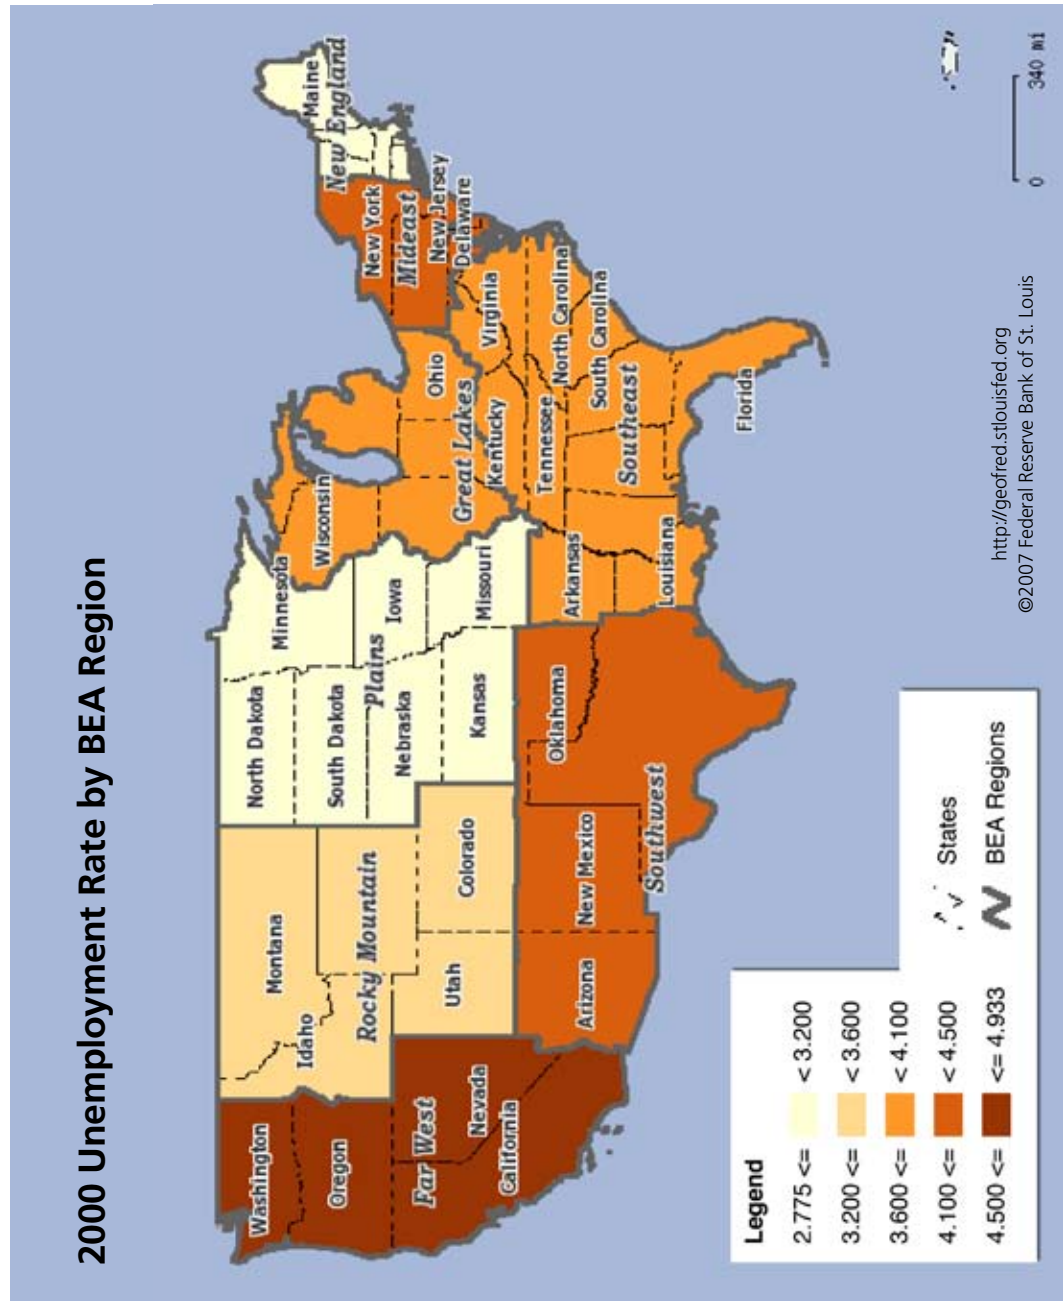 2000 Unemployment Rate by BEA Region
Washington
Oregon
Far West
Nevada
California
Montana
Idaho
Rocky Mountain
Utah
Colorado
Arizona
New Mexico
Southwest
Oklahoma
North Dakota
South Dakota
Plains
Nebraska
Kansas
Minnesota
Iowa
Missouri
Wisconsin
Great Lakes
Ohio
Kentucky
Tennessee
Arkansas
Louisiana
Southeast
Virginia
North Carolina
South Carolina
Florida
New York
Mideast
New Jersey
Delaware
Maine
New England
Legend
2.775 <= < 3.200
3.200 <= < 3.600
3.600 <= < 4.100
4.100 <= < 4.500
4.500 <= <= 4.933
States
BEA Regions
0 340 mi
http://geofred.stlouisfed.org
©2007 Federal Reserve Bank of St. Louis